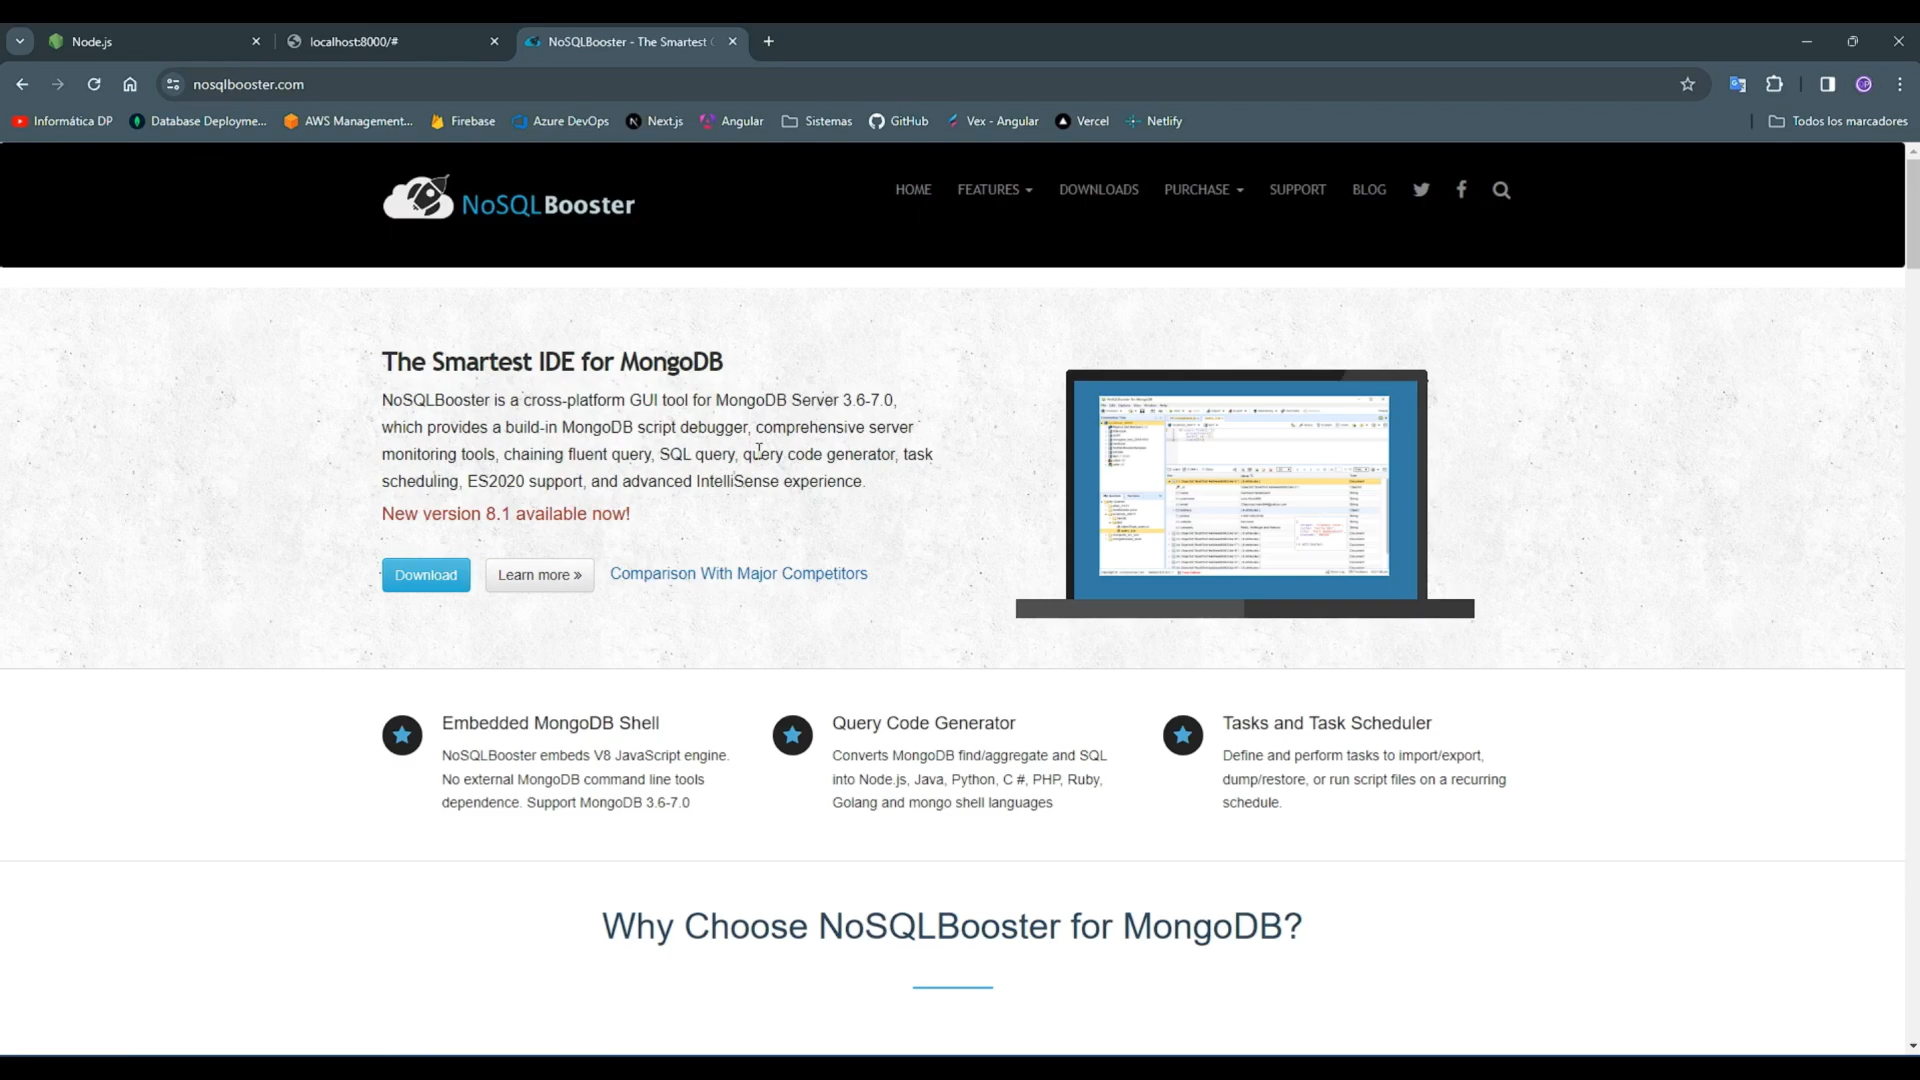 Node.js
localhost:8000/#
NoSQLBooster - The Smartest
nosqlbooster.com
Informática DP
Database Deployme...
AWS Management...
Firebase
Azure DevOps
Next.js
Angular
Sistemas
GitHub
Vex - Angular
Vercel
Netlify
Todos los marcadores
NoSQLBooster
HOME
FEATURES
DOWNLOADS
PURCHASE
SUPPORT
BLOG
The Smartest IDE for MongoDB
NoSQLBooster is a cross-platform GUI tool for MongoDB Server 3.6-7.0,
which provides a build-in MongoDB script debugger, comprehensive server
monitoring tools, chaining fluent query, SQL query, query code generator, task
scheduling, ES2020 support, and advanced IntelliSense experience.
New version 8.1 available now!
Download
Learn more »
Comparison With Major Competitors
Embedded MongoDB Shell
NoSQLBooster embeds V8 JavaScript engine.
No external MongoDB command line tools
dependence. Support MongoDB 3.6-7.0
Query Code Generator
Converts MongoDB find/aggregate and SQL
into Node.js, Java, Python, C #, PHP, Ruby,
Golang and mongo shell languages
Tasks and Task Scheduler
Define and perform tasks to import/export,
dump/restore, or run script files on a recurring
schedule.
Why Choose NoSQLBooster for MongoDB?